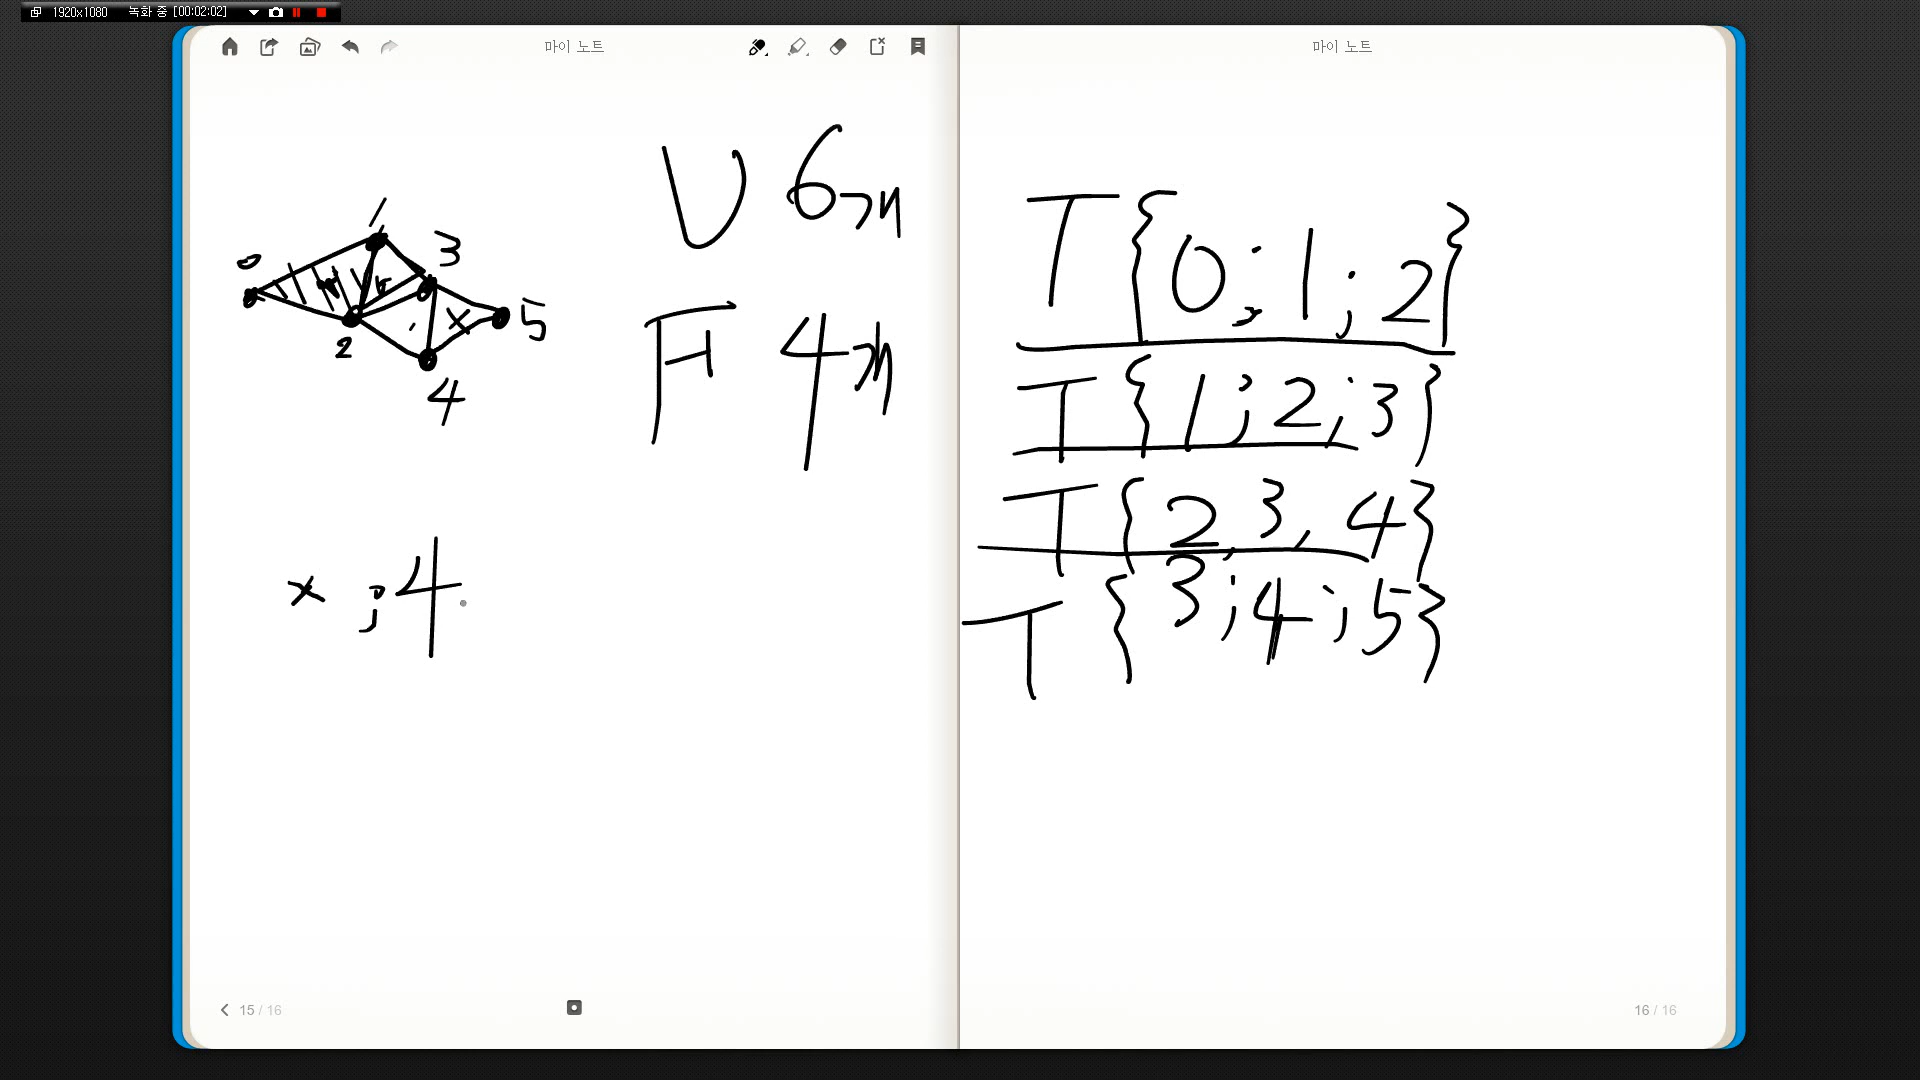 1920x1080 녹화 중 [00:02:02]
마이 노트
마이 노트
V 6개
F 4개
0
1
3
5
2
4
x ; 4
T{0;1;2}
T{1;2;3}
T{2,3,4}
T{3;4;5}
15 / 16
16 / 16